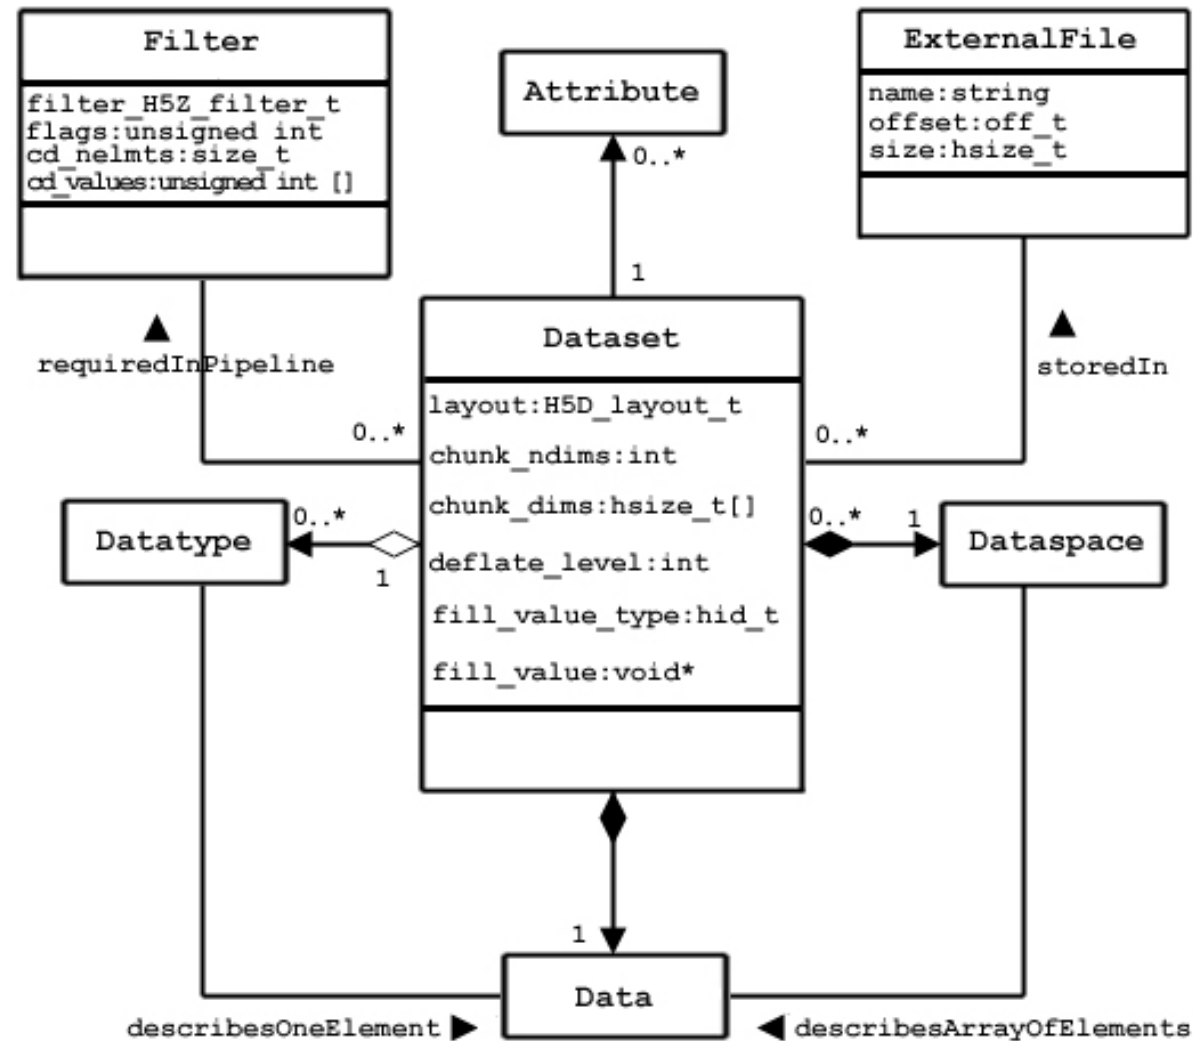 Filter
filter_H5Z_filter_t
flags:unsigned int
cd_nelmts:size_t
cd_values:unsigned int []
Attribute
0..*
1
ExternalFile
name:string
offset:off_t
size:hsize_t
requiredInPipeline
0..*
storedIn
0..*
Dataset
layout:H5D_layout_t
chunk_ndims:int
chunk_dims:hsize_t[]
deflate_level:int
fill_value_type:hid_t
fill_value:void*
Datatype
0..*
1
0..*
1
Dataspace
1
Data
describesOneElement
describesArrayOfElements